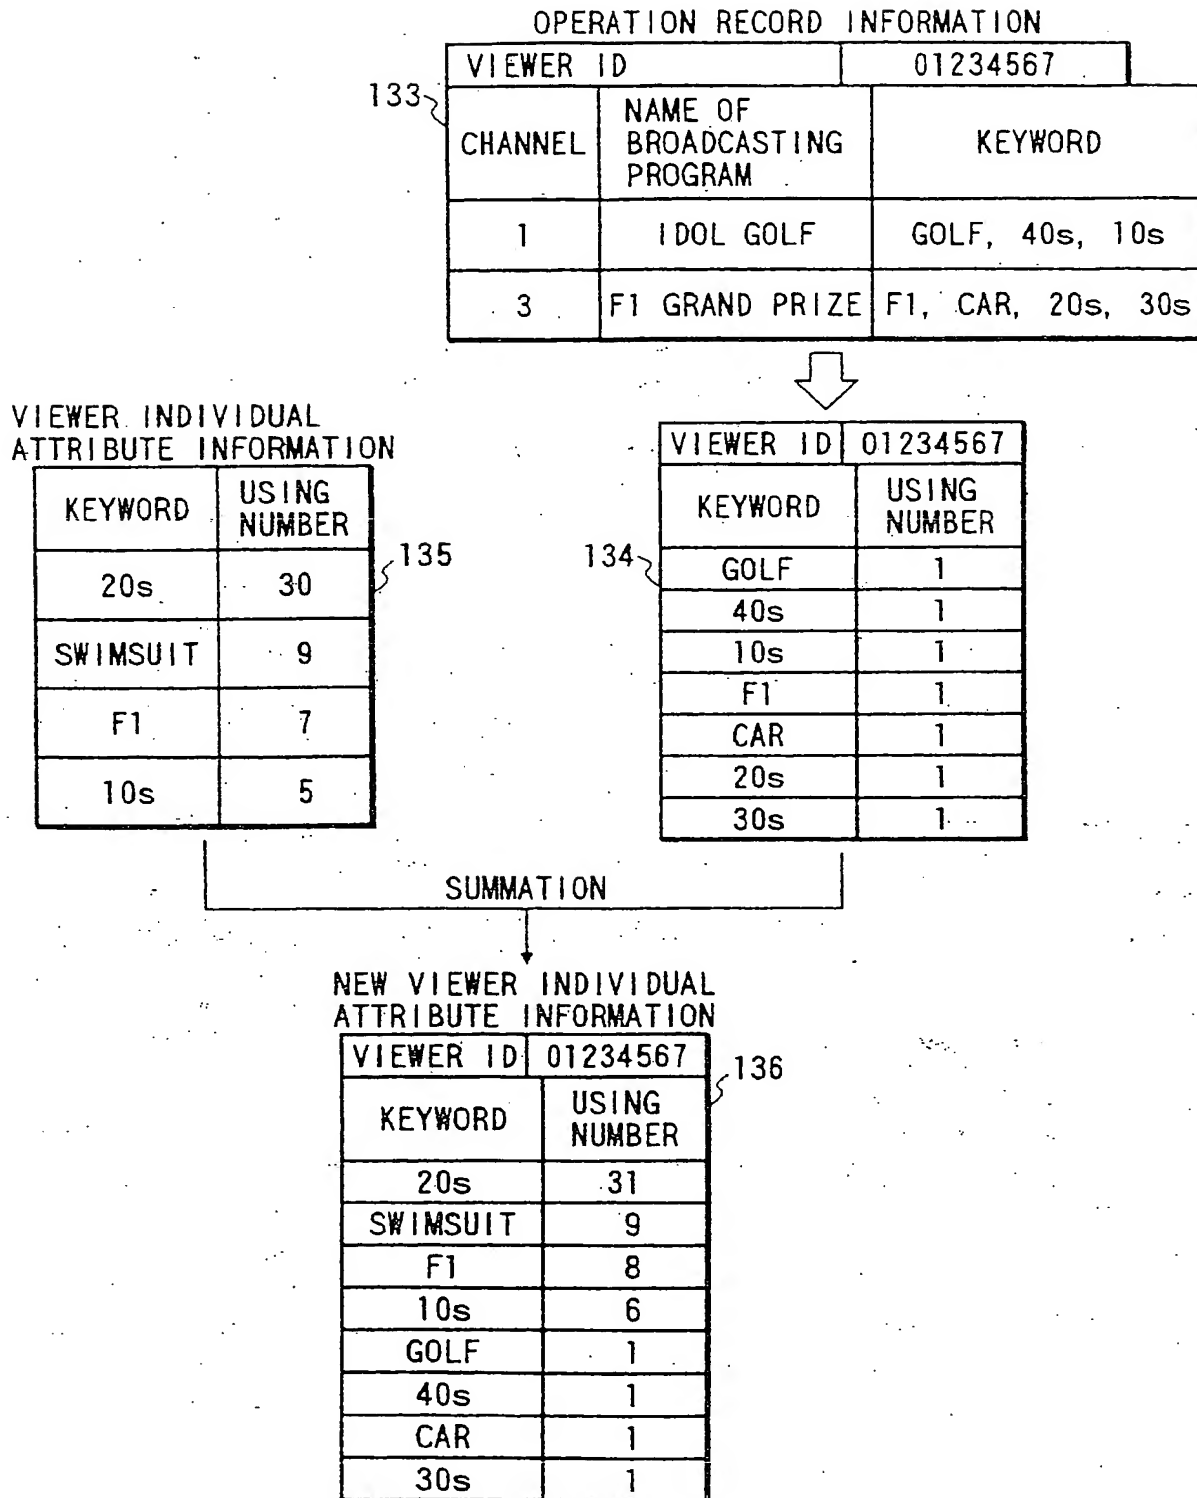 OPERATION RECORD INFORMATION
VIEWER ID 01234567
133
CHANNEL NAME OF BROADCASTING PROGRAM KEYWORD
1 IDOL GOLF GOLF, 40s, 10s
3 F1 GRAND PRIZE F1, CAR, 20s, 30s
VIEWER INDIVIDUAL
ATTRIBUTE INFORMATION
KEYWORD USING NUMBER
135
20s 30
SWIMSUIT 9
F1 7
10s 5
VIEWER ID 01234567
KEYWORD USING NUMBER
134
GOLF 1
40s 1
10s 1
F1 1
CAR 1
20s 1
30s 1
SUMMATION
NEW VIEWER INDIVIDUAL
ATTRIBUTE INFORMATION
VIEWER ID 01234567
136
KEYWORD USING NUMBER
20s 31
SWIMSUIT 9
F1 8
10s 6
GOLF 1
40s 1
CAR 1
30s 1